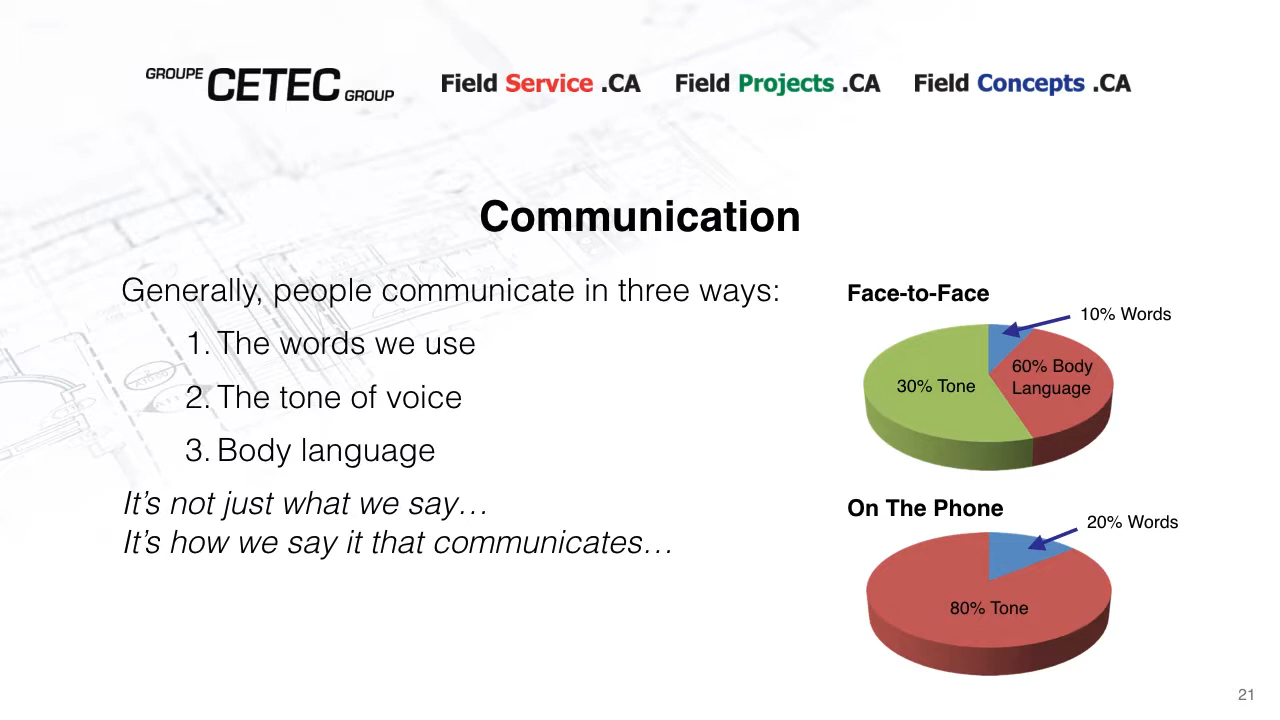 GROUPE CETEC GROUP
Field Service .CA
Field Projects .CA
Field Concepts .CA
Communication
Generally, people communicate in three ways:
1. The words we use
2. The tone of voice
3. Body language
It’s not just what we say…
It’s how we say it that communicates…
Face-to-Face
10% Words
60% Body
Language
30% Tone
On The Phone
20% Words
80% Tone
21